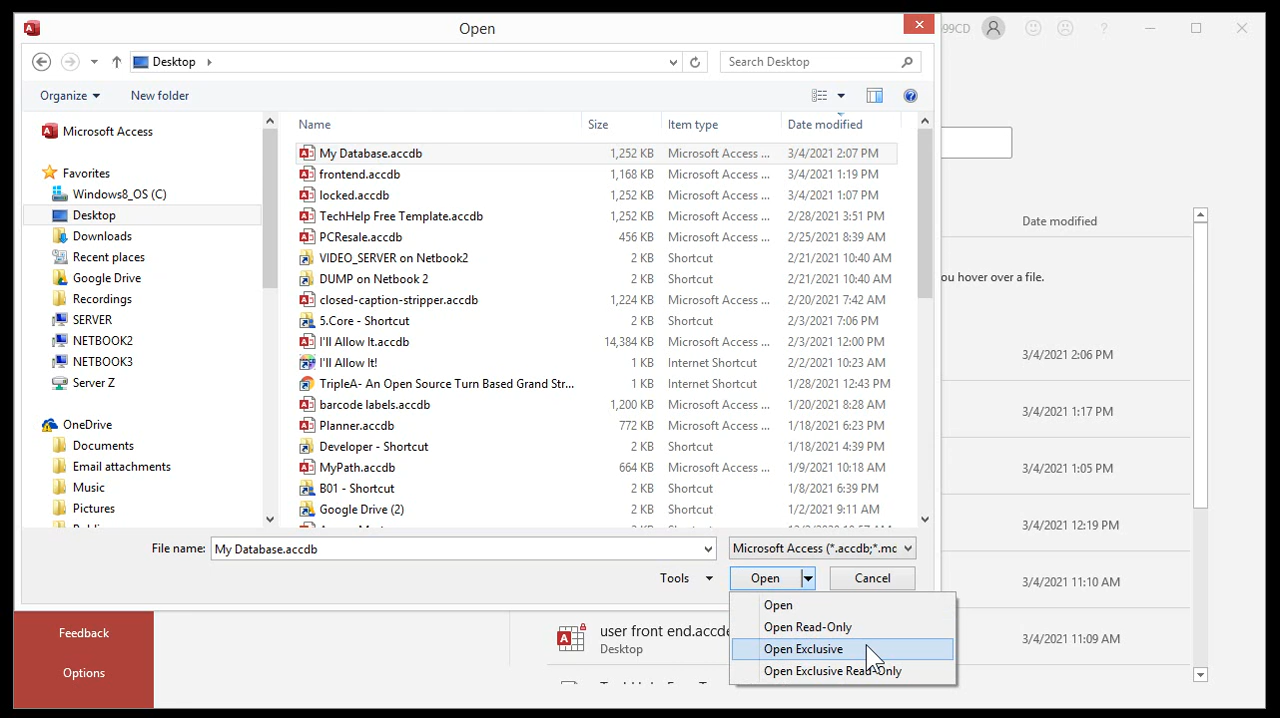 Open
99CD
Desktop
Search Desktop
Organize
New folder
Microsoft Access
Favorites
Windows8_OS (C)
Desktop
Downloads
Recent places
Google Drive
Recordings
SERVER
NETBOOK2
NETBOOK3
Server Z
OneDrive
Documents
Email attachments
Music
Pictures
Name Size Item type Date modified
My Database.accdb 1,252 KB Microsoft Access ... 3/4/2021 2:07 PM
frontend.accdb 1,168 KB Microsoft Access ... 3/4/2021 1:19 PM
locked.accdb 1,252 KB Microsoft Access ... 3/4/2021 1:07 PM
TechHelp Free Template.accdb 1,252 KB Microsoft Access ... 2/28/2021 3:51 PM
PCResale.accdb 456 KB Microsoft Access ... 2/25/2021 8:39 AM
VIDEO_SERVER on Netbook2 2 KB Shortcut 2/21/2021 10:40 AM
DUMP on Netbook 2 2 KB Shortcut 2/21/2021 10:40 AM
closed-caption-stripper.accdb 1,224 KB Microsoft Access ... 2/20/2021 7:42 AM
5.Core - Shortcut 2 KB Shortcut 2/3/2021 7:06 PM
I'll Allow It.accdb 14,384 KB Microsoft Access ... 2/3/2021 12:00 PM
I'll Allow It! 1 KB Internet Shortcut 2/2/2021 10:23 AM
TripleA- An Open Source Turn Based Grand Str... 1 KB Internet Shortcut 1/28/2021 12:43 PM
barcode labels.accdb 1,200 KB Microsoft Access ... 1/20/2021 8:28 AM
Planner.accdb 772 KB Microsoft Access ... 1/18/2021 6:23 PM
Developer - Shortcut 2 KB Shortcut 1/18/2021 4:39 PM
MyPath.accdb 664 KB Microsoft Access ... 1/9/2021 10:18 AM
B01 - Shortcut 2 KB Shortcut 1/8/2021 6:39 PM
Google Drive (2) 2 KB Shortcut 1/2/2021 9:11 AM
File name: My Database.accdb Microsoft Access (*.accdb;*.mc
Tools Open Cancel
Open
Open Read-Only
Open Exclusive
Open Exclusive Read-Only
Date modified
ou hover over a file.
3/4/2021 2:06 PM
3/4/2021 1:17 PM
3/4/2021 1:05 PM
3/4/2021 12:19 PM
3/4/2021 11:10 AM
user front end.accde 3/4/2021 11:09 AM
Desktop
Feedback
Options